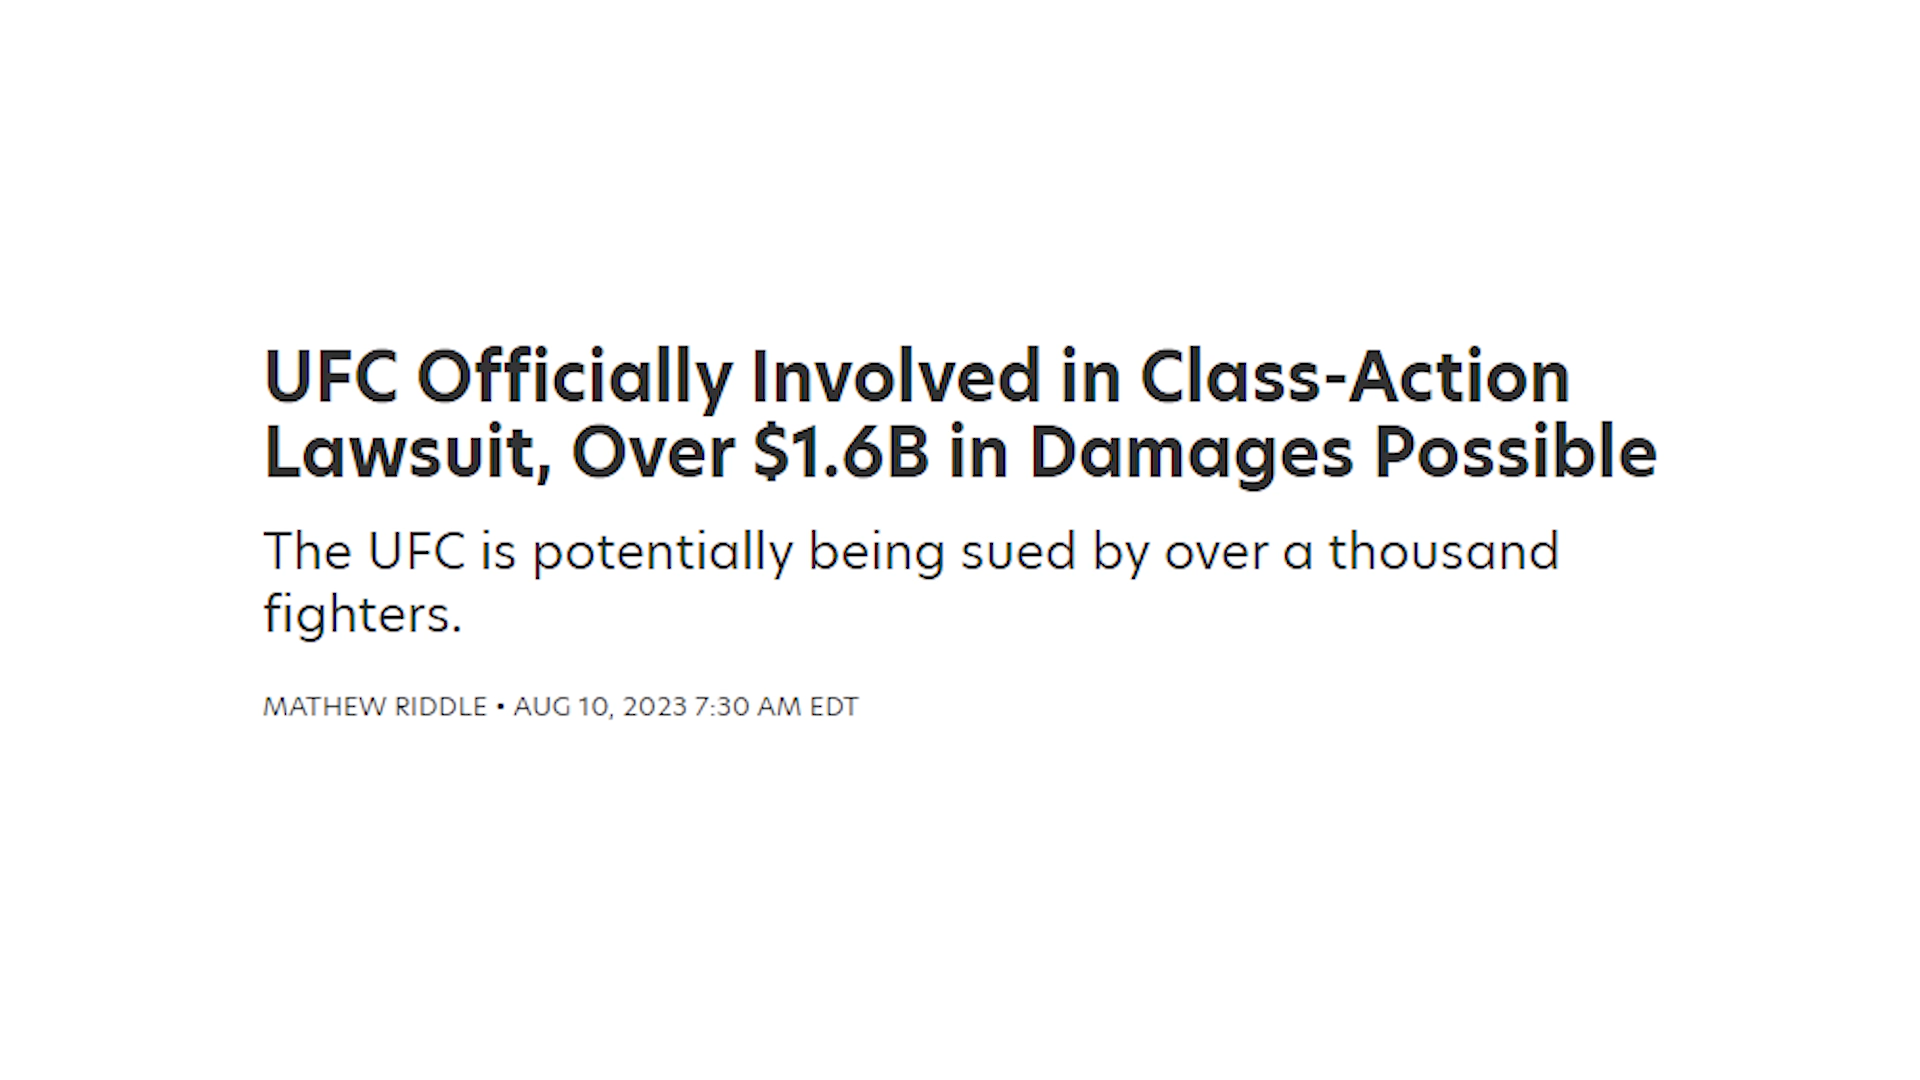 UFC Officially Involved in Class-Action
Lawsuit, Over $1.6B in Damages Possible
The UFC is potentially being sued by over a thousand
fighters.
MATHEW RIDDLE • AUG 10, 2023 7:30 AM EDT